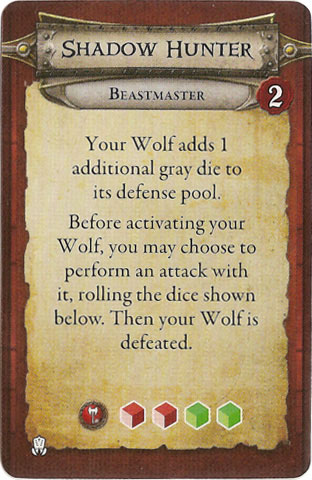 Shadow Hunter
Beastmaster
2
Your Wolf adds 1
additional gray die to
its defense pool.
Before activating your
Wolf, you may choose to
perform an attack with
it, rolling the dice shown
below. Then your Wolf is
defeated.